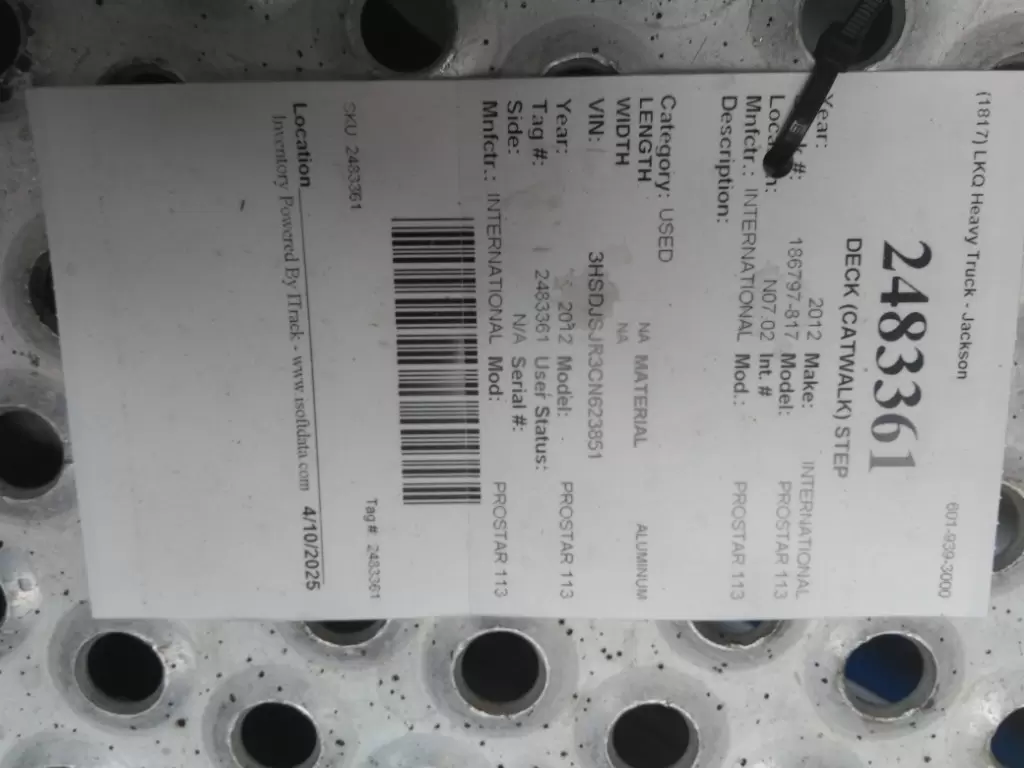 (1817) LKQ Heavy Truck - Jackson 601-939-3000
2483361
DECK (CATWALK) STEP
Year: 2012 Make: INTERNATIONAL
#: 186797-817 Model: PROSTAR 113
Loca n: N07.02 Int. #
Mnfctr.: INTERNATIONAL Mod.: PROSTAR 113
Description:
Category: USED
LENGTH NA MATERIAL ALUMINUM
WIDTH NA
VIN: 3HSDJSJR3CN623851
Year: 2012 Model: PROSTAR 113
Tag #: 2483361 User Status:
Side: N/A Serial #:
Mnfctr.: INTERNATIONAL Mod: PROSTAR 113
SKU 2483361 Tag# 2483361
Location 4/10/2025
Inventory Powered By ITrack - www.isoftdata.com